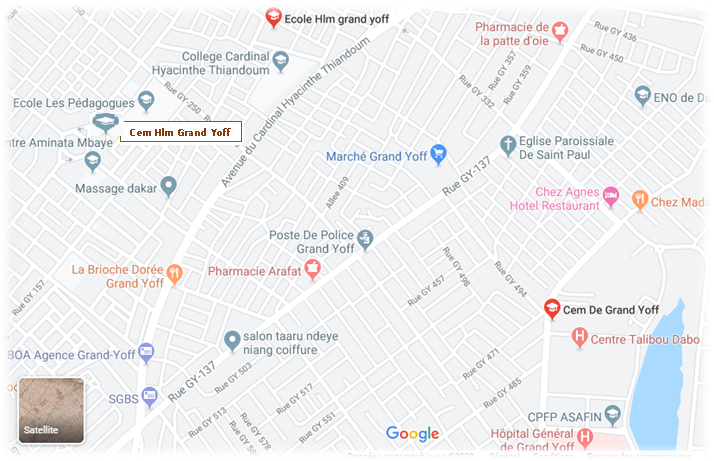 Ecole Hlm grand yoff
Pharmacie de
la patte d'oie
Rue GY 436
Rue GY 450
College Cardinal
Hyacinthe Thiandoum
Rue GY 357
Rue GY 359
Rue GY 332
Rue GY-250
Avenue du Cardinal Hyacinthe Thiandoum
Ecole Les Pédagogues
ENO de Da
Cem Hlm Grand Yoff
ntre Aminata Mbaye
Eglise Paroissiale
De Saint Paul
Marché Grand Yoff
Rue GY-137
Massage dakar
Allée 409
Chez Agnes
Hotel Restaurant
Chez Mada
Poste De Police
Grand Yoff
La Brioche Dorée
Grand Yoff
Pharmacie Arafat
Rue GY 157
Rue GY 457
Rue GY 498
Rue GY 494
Cem De Grand Yoff
Centre Talibou Dabo
salon taaru ndeye
niang coiffure
BOA Agence Grand-Yoff
Rue GY-137
Rue GY 503
Rue GY 471
Rue GY 485
SGBS
Rue GY 517
Rue GY 513
Rue GY 551
Rue GY 578
CPFP ASAFIN
Satellite
Google
Hôpital Général
de Grand Yoff